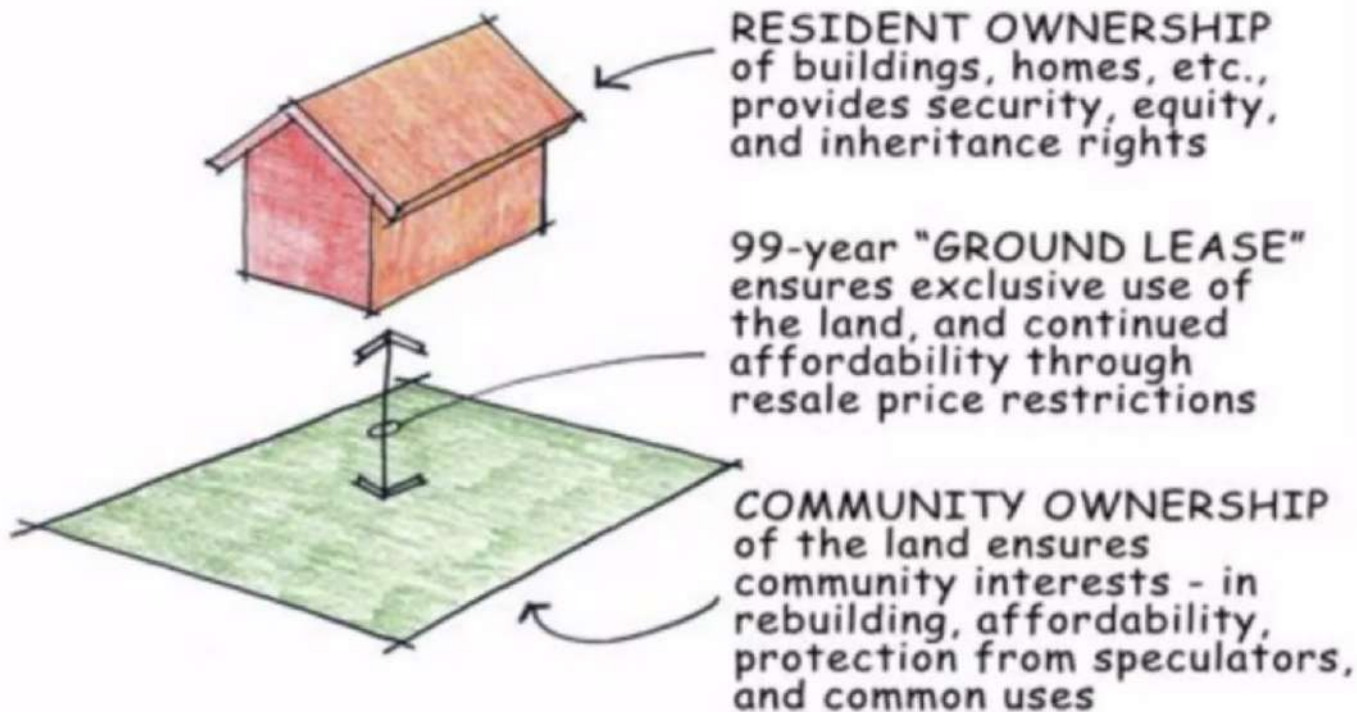 RESIDENT OWNERSHIP
of buildings, homes, etc.,
provides security, equity,
and inheritance rights
99-year “GROUND LEASE”
ensures exclusive use of
the land, and continued
affordability through
resale price restrictions
COMMUNITY OWNERSHIP
of the land ensures
community interests - in
rebuilding, affordability,
protection from speculators,
and common uses